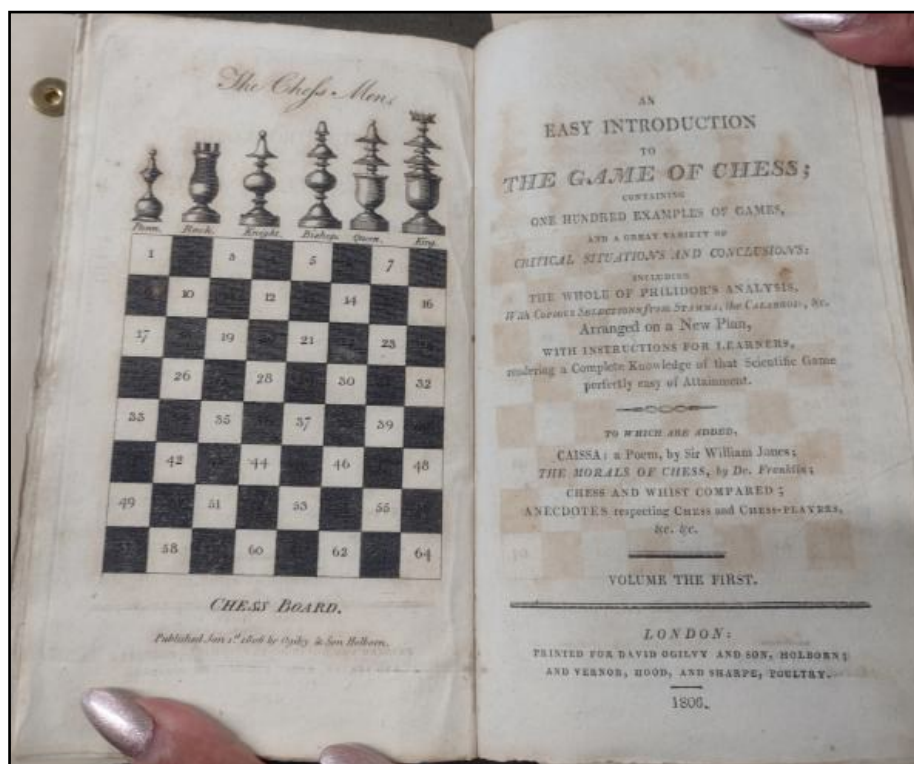 The Cheſs Men.
Pawn. Rook. Knight. Bishop. Queen. King.
1 3 5 7
10 12 14 16
17 19 21 23
26 28 30 32
33 35 37 39
42 44 46 48
49 51 53 55
58 60 62 64
CHESS BOARD.
Published Jan 1st 1806 by Ogilvy & Son Holborn.
AN
EASY INTRODUCTION
TO
THE GAME OF CHESS;
CONTAINING
ONE HUNDRED EXAMPLES OF GAMES,
AND A GREAT VARIETY OF
CRITICAL SITUATIONS AND CONCLUSIONS:
INCLUDING
THE WHOLE OF PHILIDOR'S ANALYSIS,
With COPIOUS SELECTIONS from STAMMA, the CALABROIS, &c.
Arranged on a New Plan,
WITH INSTRUCTIONS FOR LEARNERS,
rendering a Complete Knowledge of that Scientific Game
perfectly easy of Attainment.
TO WHICH ARE ADDED,
CAISSA: a Poem, by Sir William Jones;
THE MORALS OF CHESS, by Dr. Franklin;
CHESS AND WHIST COMPARED;
ANECDOTES respecting CHESS and CHESS-PLAYERS,
&c. &c.
VOLUME THE FIRST.
LONDON:
PRINTED FOR DAVID OGILVY AND SON, HOLBORN;
AND VERNOR, HOOD, AND SHARPE, POULTRY.
1806.